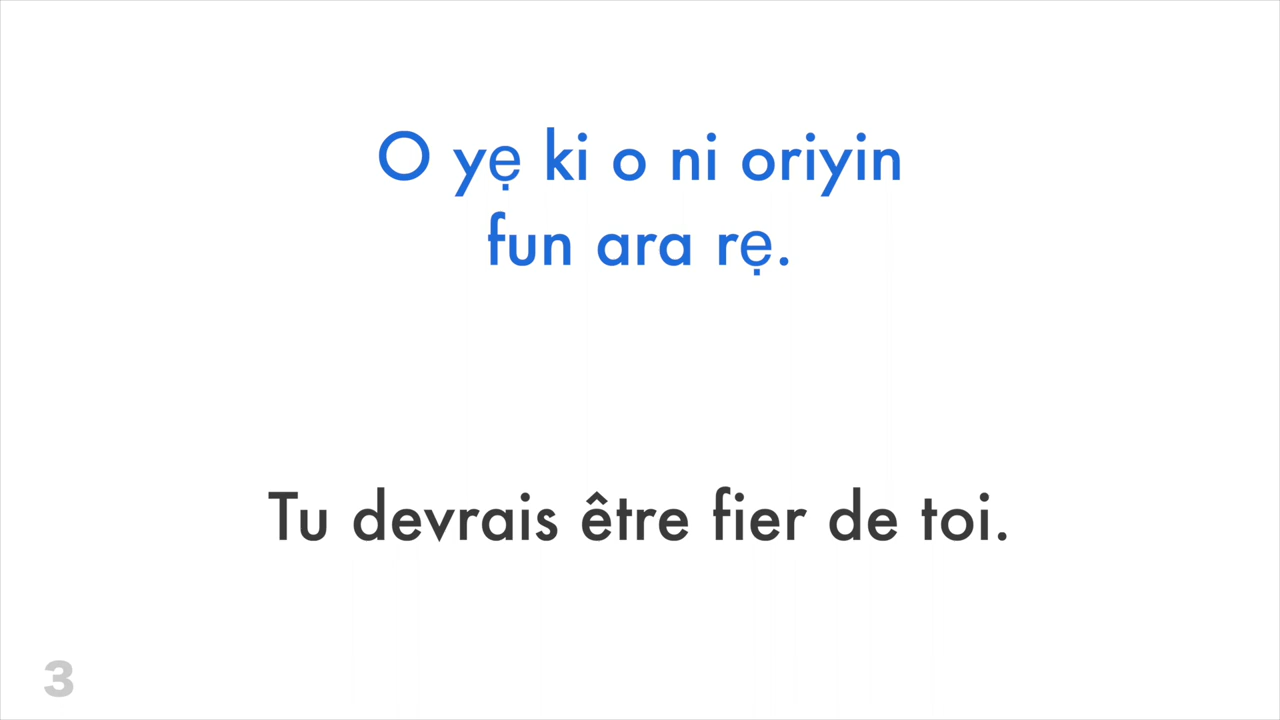 O yẹ ki o ni oriyin
fun ara rẹ.
Tu devrais être fier de toi.
3